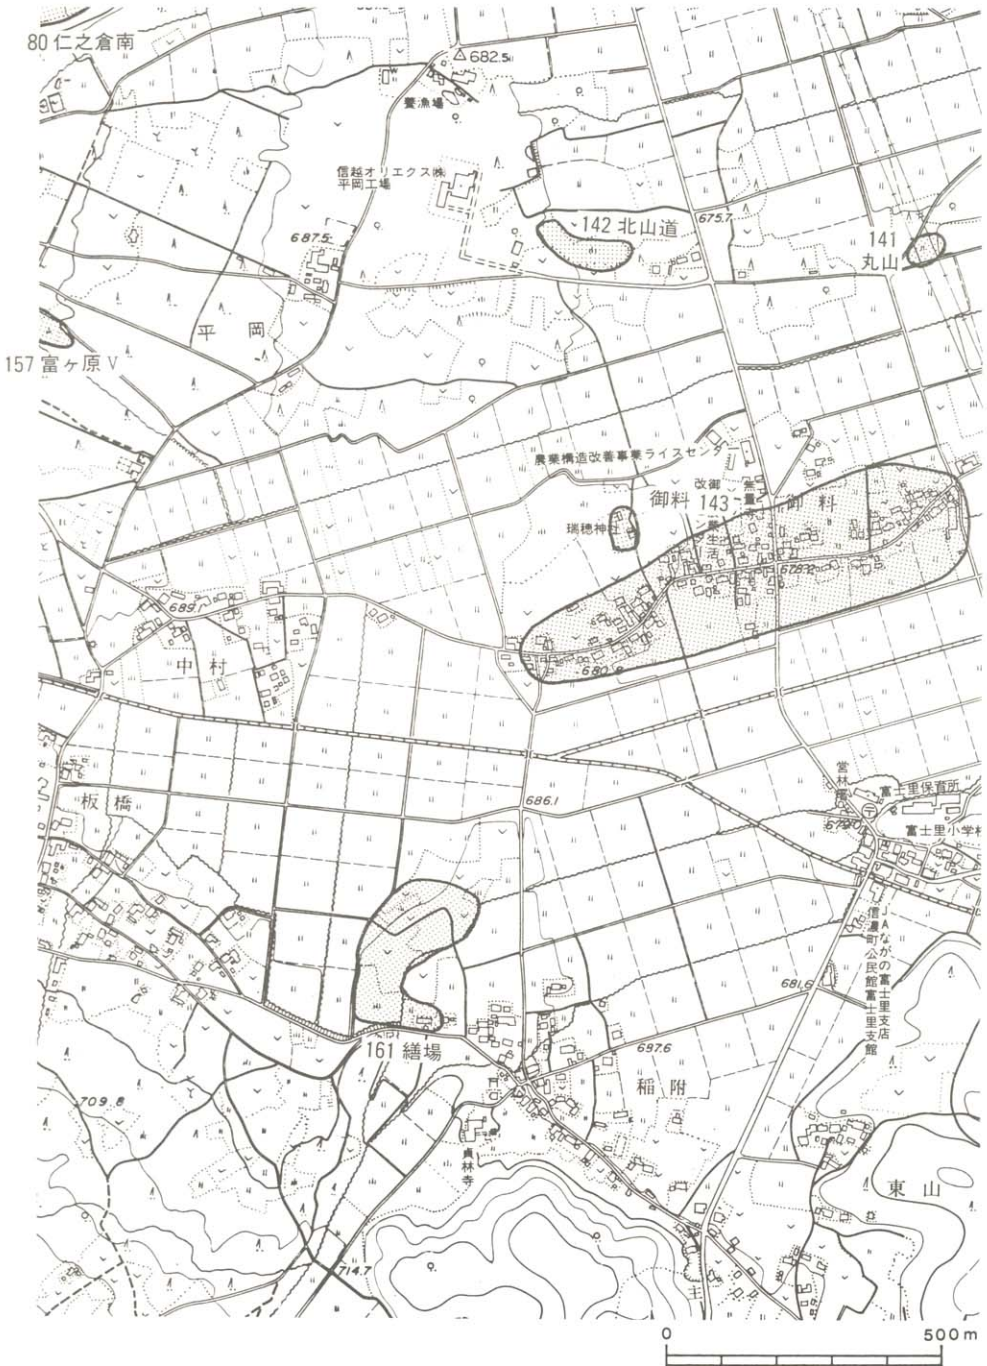 80 仁之倉南
682.5
養漁場
信越オリエクス㈱
平岡工場
142 北山道
675.7
141
丸山
687.5
平岡
157 富ヶ原Ⅴ
農業構造改善事業ライスセンター
御料 143
御料
瑞穂神社
678.2
689.1
中村
680.8
板橋
686.1
営林署
富士里保育所
679.0
富士里小学校
JAながの富士里支店
信濃町公民館富士里支館
681.6
161 繕場
687.6
稲附
709.8
貞林寺
東山
714.7
0 500m